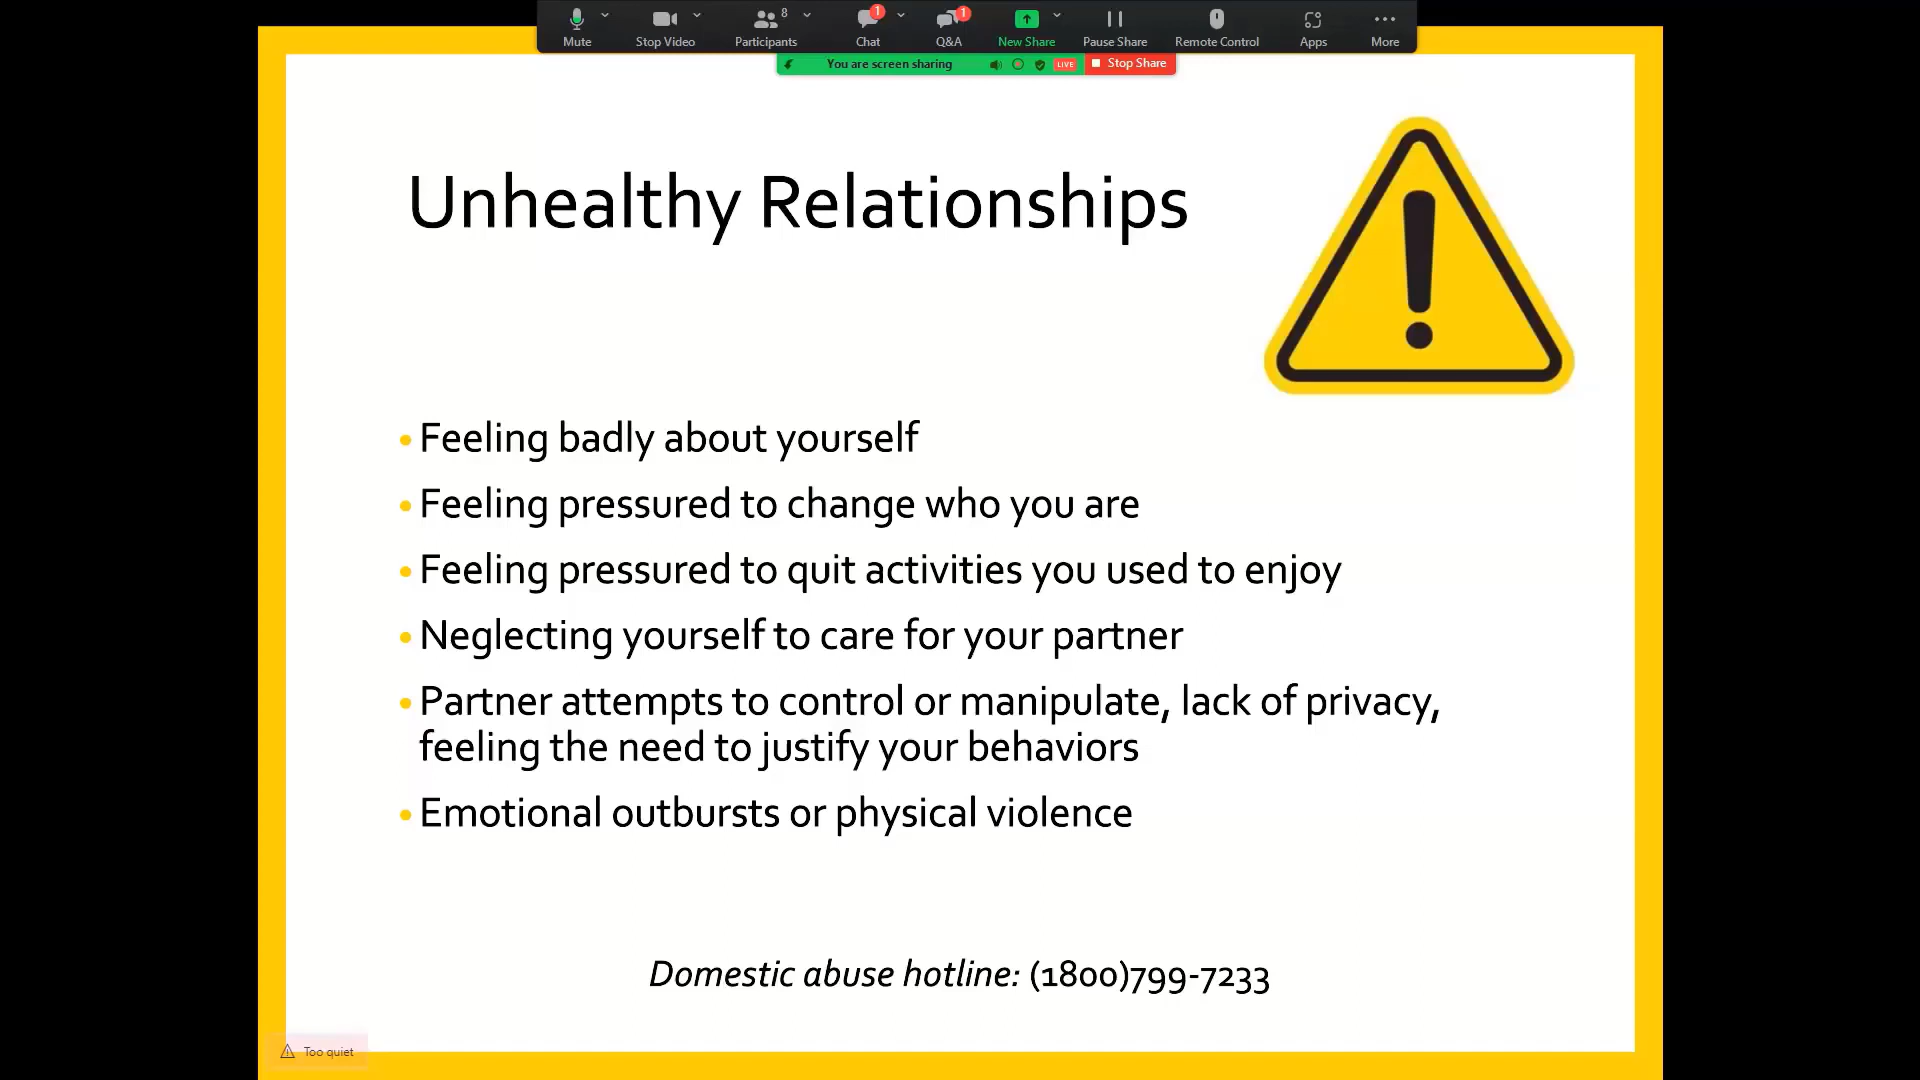 8
1
1
Mute
Stop Video
Participants
Chat
Q&A
New Share
Pause Share
Remote Control
Apps
More
You are screen sharing
LIVE
Stop Share
Unhealthy Relationships
• Feeling badly about yourself
• Feeling pressured to change who you are
• Feeling pressured to quit activities you used to enjoy
• Neglecting yourself to care for your partner
• Partner attempts to control or manipulate, lack of privacy,
feeling the need to justify your behaviors
• Emotional outbursts or physical violence
Domestic abuse hotline: (1800)799-7233
Too quiet